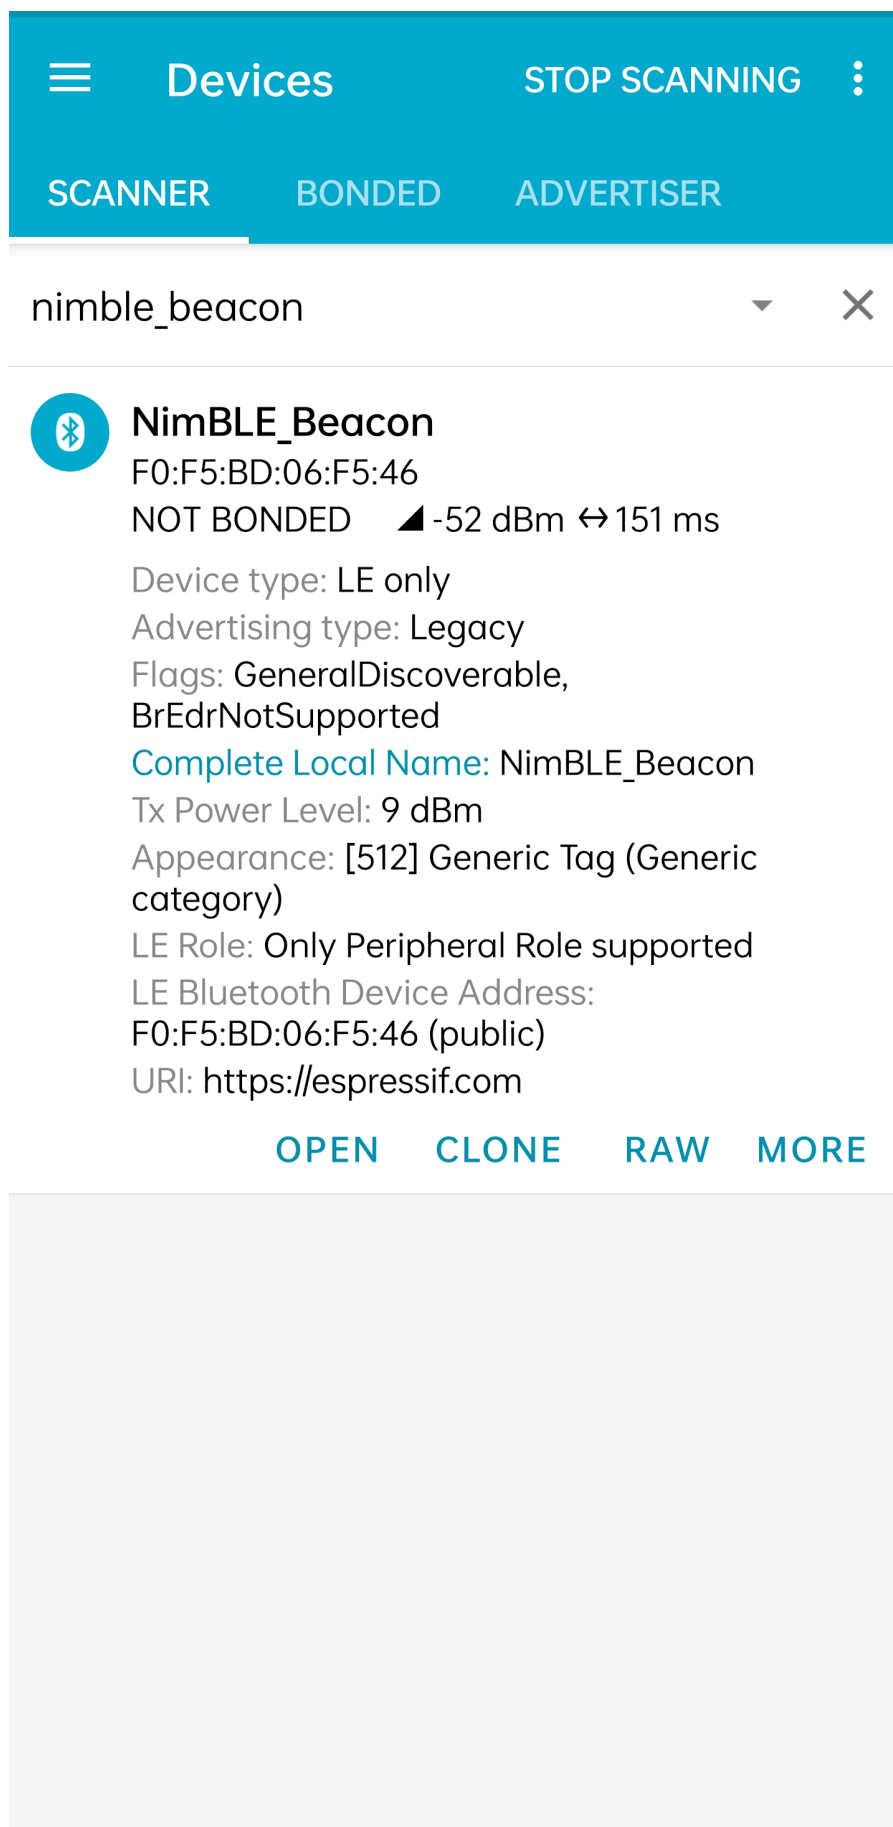 Devices STOP SCANNING
SCANNER BONDED ADVERTISER
nimble_beacon
NimBLE_Beacon
F0:F5:BD:06:F5:46
NOT BONDED -52 dBm ↔ 151 ms
Device type: LE only
Advertising type: Legacy
Flags: GeneralDiscoverable,
BrEdrNotSupported
Complete Local Name: NimBLE_Beacon
Tx Power Level: 9 dBm
Appearance: [512] Generic Tag (Generic
category)
LE Role: Only Peripheral Role supported
LE Bluetooth Device Address:
F0:F5:BD:06:F5:46 (public)
URI: https://espressif.com
OPEN CLONE RAW MORE